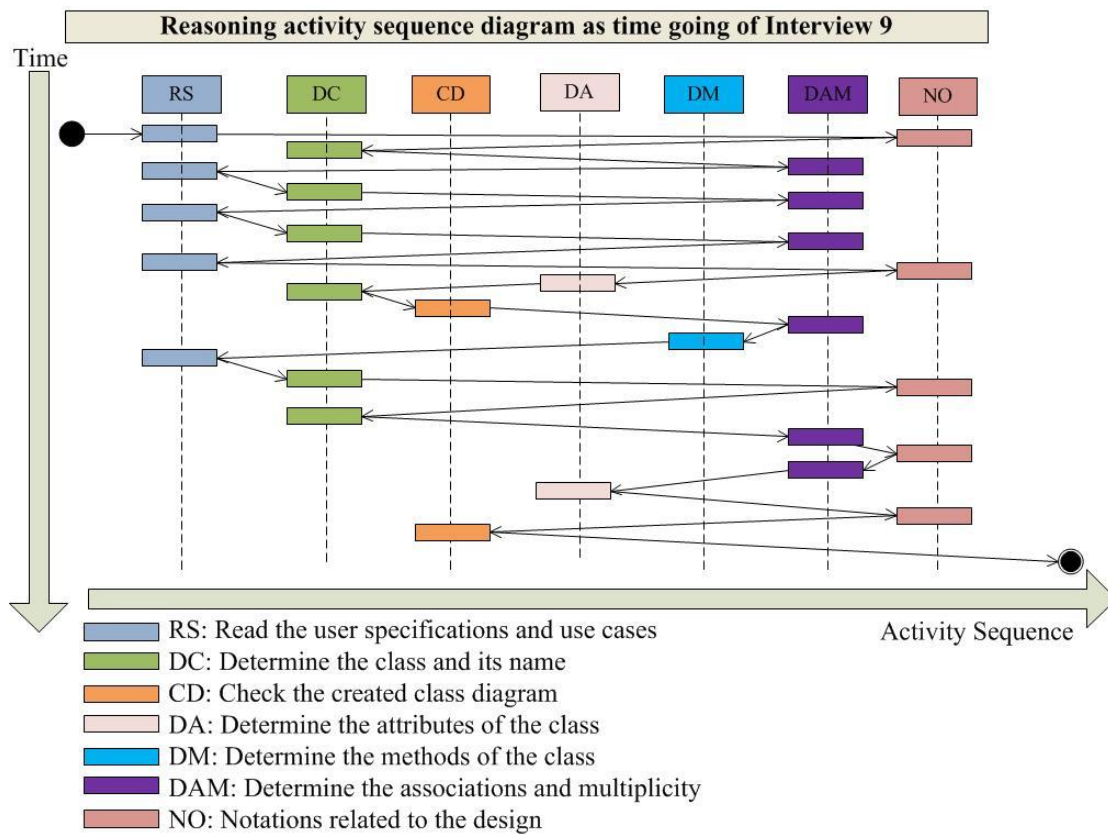 Reasoning activity sequence diagram as time going of Interview 9
Time
RS DC CD DA DM DAM NO
Activity Sequence
RS: Read the user specifications and use cases
DC: Determine the class and its name
CD: Check the created class diagram
DA: Determine the attributes of the class
DM: Determine the methods of the class
DAM: Determine the associations and multiplicity
NO: Notations related to the design